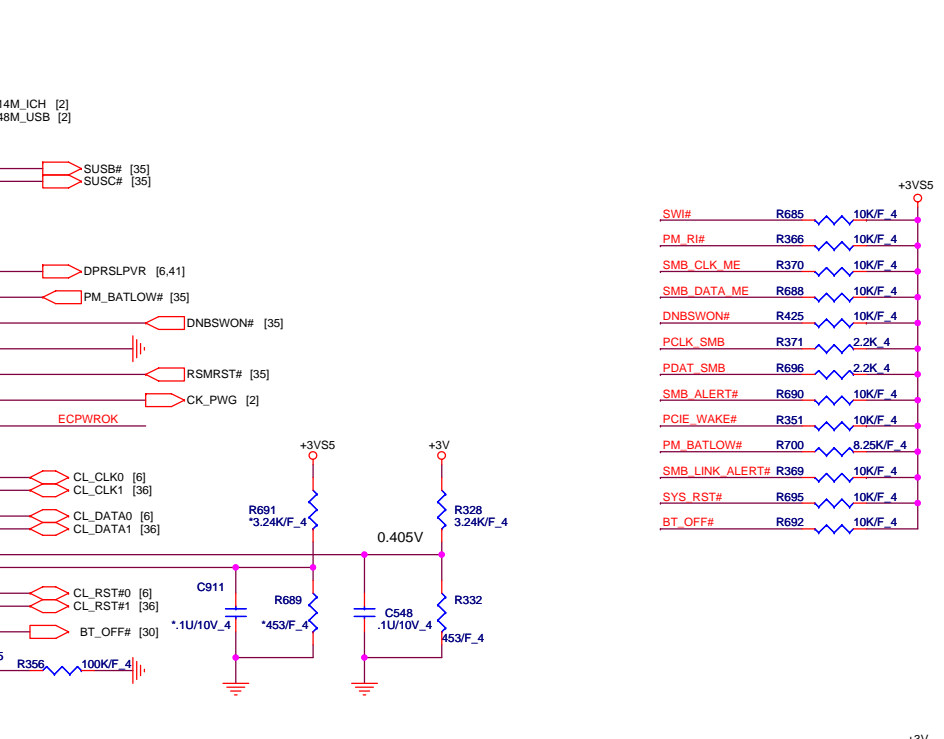 14M_ICH [2]
48M_USB [2]
SUSB# [35]
SUSC# [35]
DPRSLPVR [6,41]
PM_BATLOW# [35]
DNBSWON# [35]
RSMRST# [35]
CK_PWG [2]
ECPWROK
CL_CLK0 [6]
CL_CLK1 [36]
CL_DATA0 [6]
CL_DATA1 [36]
CL_RST#0 [6]
CL_RST#1 [36]
BT_OFF# [30]
R356 100K/F_4
+3VS5
R691
*3.24K/F_4
C911
*.1U/10V_4
R689
*453/F_4
+3V
R328
3.24K/F_4
0.405V
C548
.1U/10V_4
R332
453/F_4
+3VS5
SWI# R685 10K/F_4
PM_RI# R366 10K/F_4
SMB_CLK_ME R370 10K/F_4
SMB_DATA_ME R688 10K/F_4
DNBSWON# R425 10K/F_4
PCLK_SMB R371 2.2K_4
PDAT_SMB R696 2.2K_4
SMB_ALERT# R690 10K/F_4
PCIE_WAKE# R351 10K/F_4
PM_BATLOW# R700 8.25K/F_4
SMB_LINK_ALERT# R369 10K/F_4
SYS_RST# R695 10K/F_4
BT_OFF# R692 10K/F_4
+3V